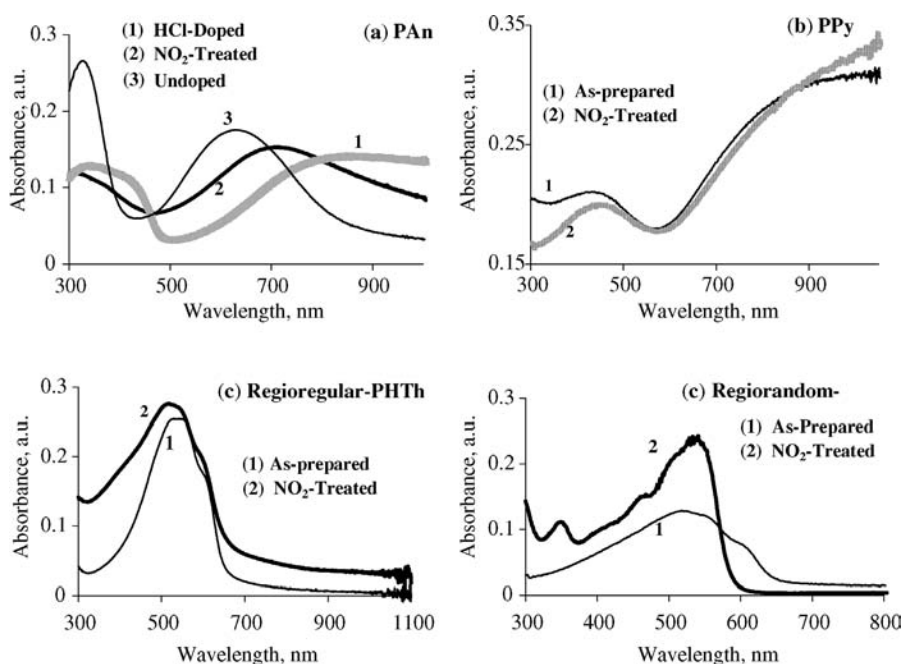 (a) PAn
(1) HCl-Doped
(2) NO₂-Treated
(3) Undoped
0.3
0.2
0.1
0
Absorbance, a.u.
3
1
2
300 500 700 900
Wavelength, nm
(b) PPy
(1) As-prepared
(2) NO₂-Treated
0.35
0.25
0.15
Absorbance, a.u.
1
2
300 500 700 900
Wavelength, nm
(c) Regioregular-PHTh
(1) As-prepared
(2) NO₂-Treated
0.3
0.2
0.1
0
Absorbance, a.u.
2
1
300 500 700 900 1100
Wavelength, nm
(c) Regiorandom-
(1) As-Prepared
(2) NO₂-Treated
0.3
0.2
0.1
0
Absorbance, a.u.
2
1
300 400 500 600 700 800
Wavelength, nm